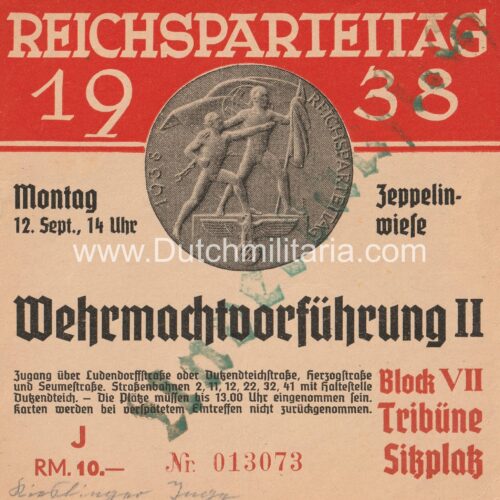 REICHSPARTEITAG
1938
1938 REICHSPARTEITAG
Montag
12. Sept., 14 Uhr
Zeppelin-
wiese
www.Dutchmilitaria.com
Wehrmachtvorführung II
Zugang über Ludendorffstraße oder Dutzendteichstraße, Herzogstraße
und Seumestraße. Straßenbahnen 2, 11, 12, 22, 32, 41 mit Haltestelle
Dutzendteich. – Die Plätze müssen bis 13.00 Uhr eingenommen sein.
Karten werden bei verspätetem Eintreffen nicht zurückgenommen.
Block VII
Tribüne
Sitzplatz
J
RM. 10.—
Nr. 013073